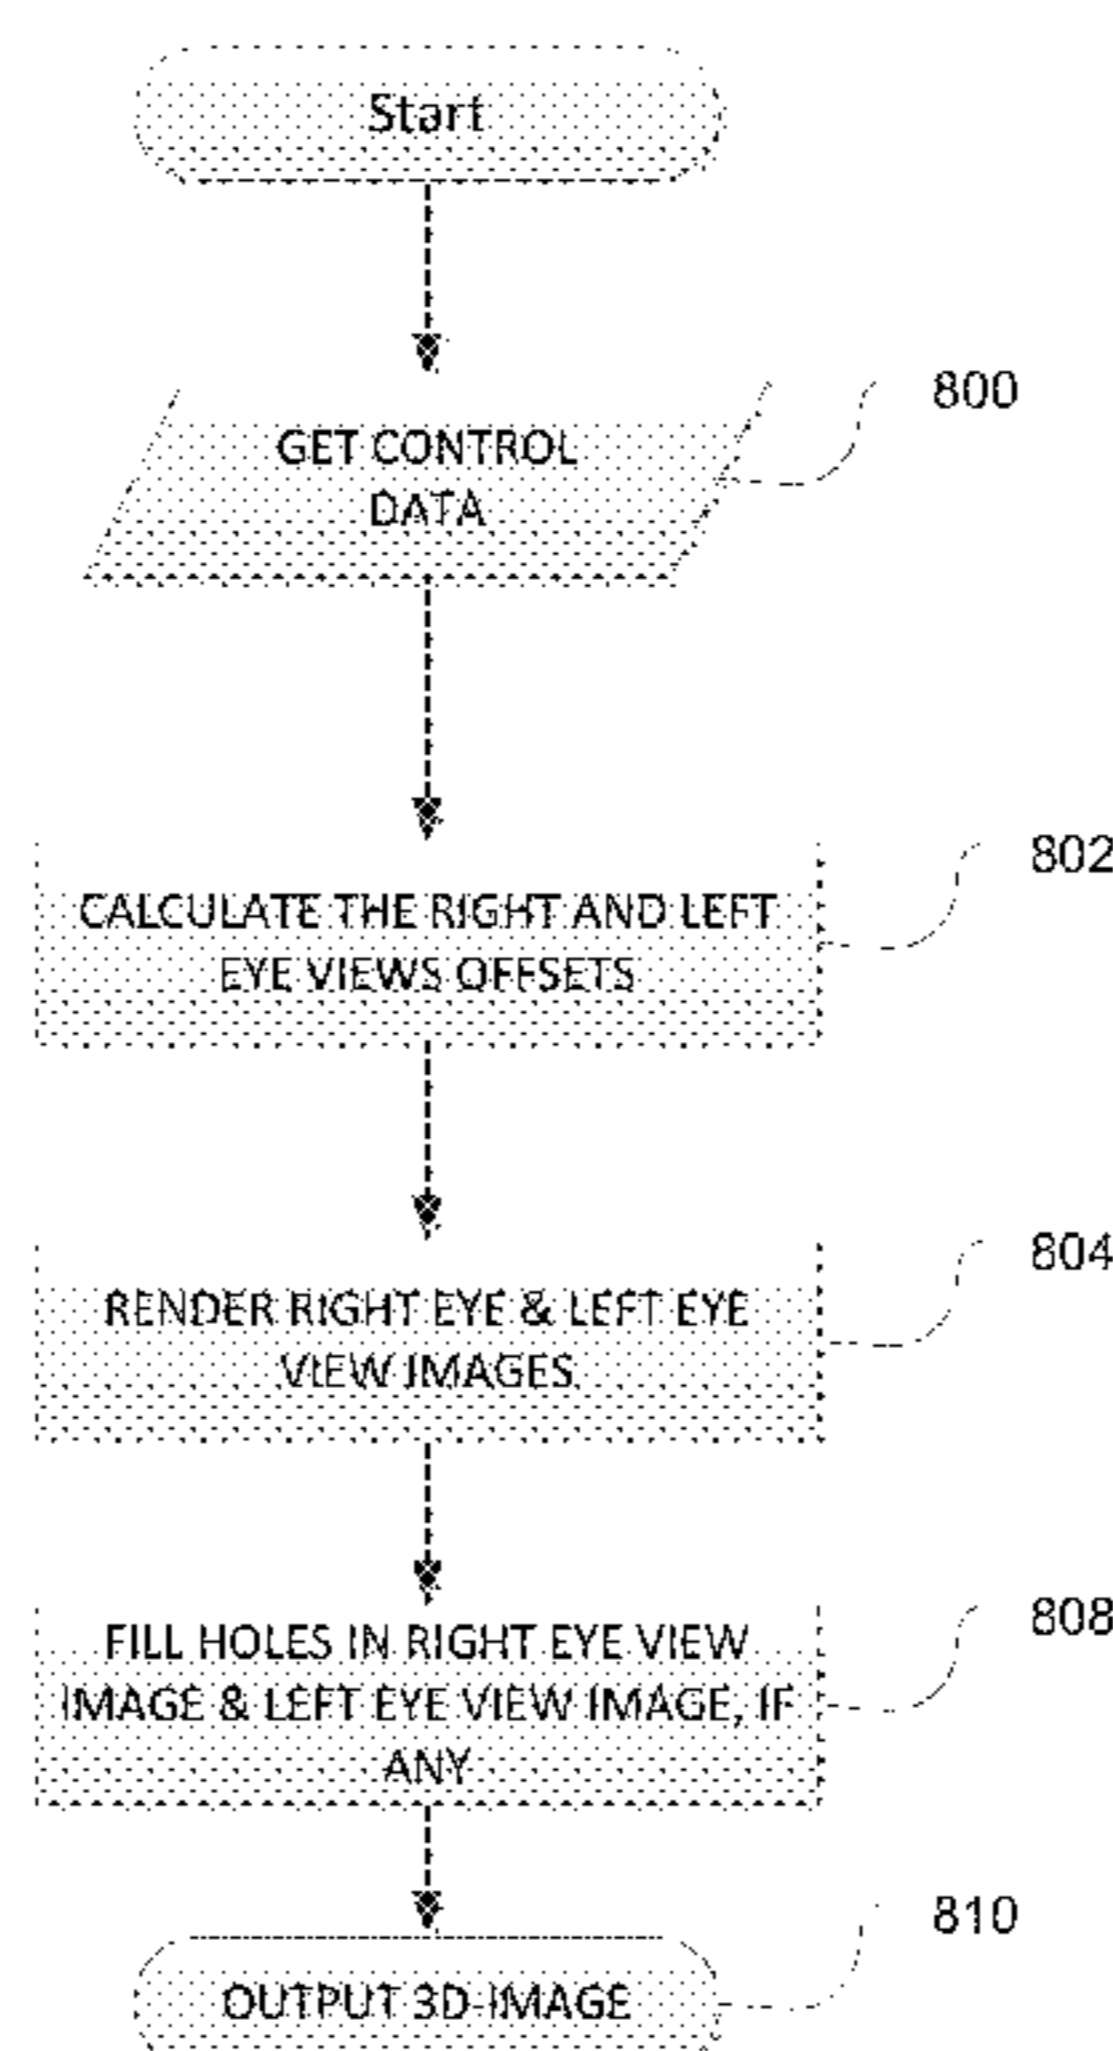 Start
800
GET CONTROL
DATA
802
CALCULATE THE RIGHT AND LEFT
EYE VIEWS OFFSETS
804
RENDER RIGHT EYE & LEFT EYE
VIEW IMAGES
808
FILL HOLES IN RIGHT EYE VIEW
IMAGE & LEFT EYE VIEW IMAGE, IF
ANY
810
OUTPUT 3D-IMAGE